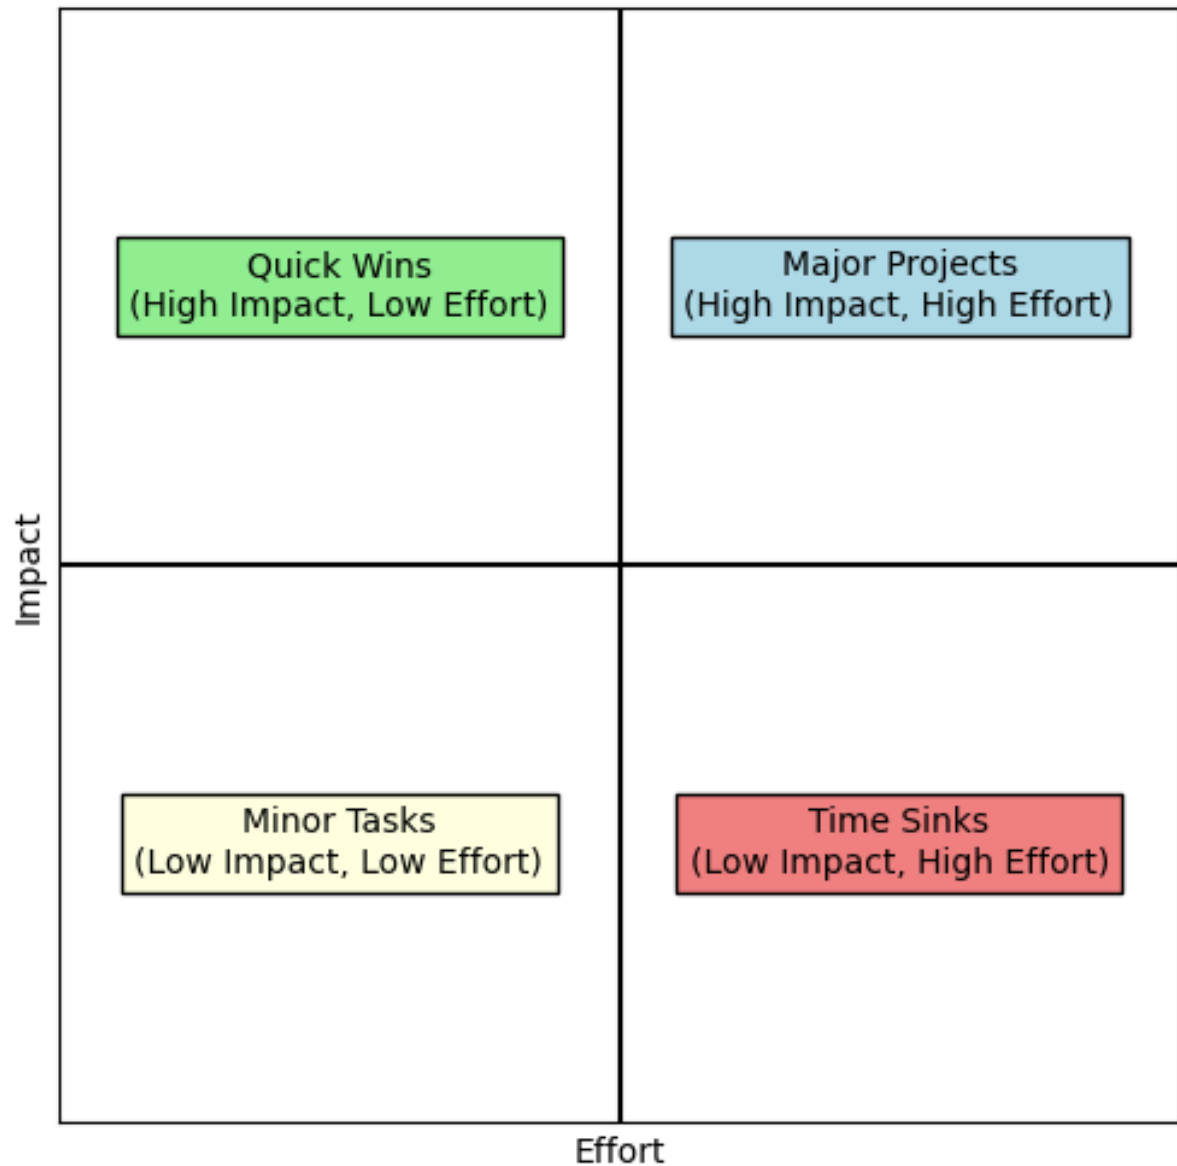 Quick Wins
(High Impact, Low Effort)
Major Projects
(High Impact, High Effort)
Impact
Minor Tasks
(Low Impact, Low Effort)
Time Sinks
(Low Impact, High Effort)
Effort